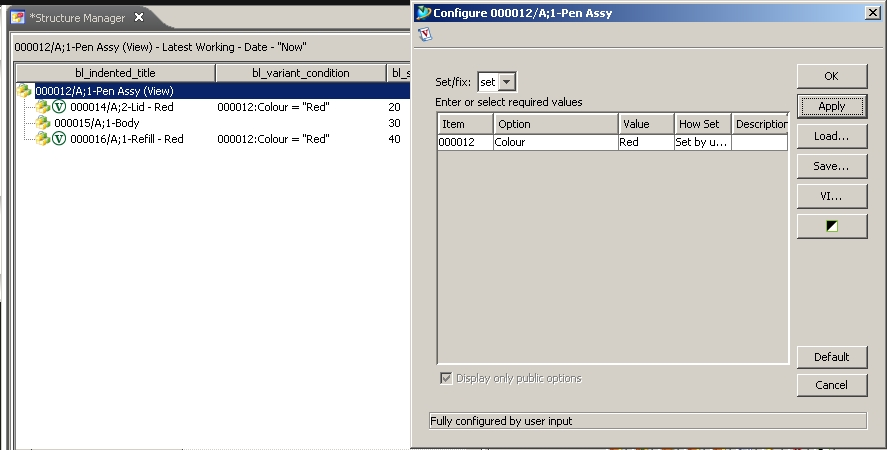 *Structure Manager
000012/A;1-Pen Assy (View) - Latest Working - Date - "Now"
bl_indented_title bl_variant_condition bl_s
000012/A;1-Pen Assy (View)
000014/A;2-Lid - Red 000012:Colour = "Red" 20
000015/A;1-Body 30
000016/A;1-Refill - Red 000012:Colour = "Red" 40
Configure 000012/A;1-Pen Assy
Set/fix: set
Enter or select required values
Item Option Value How Set Description
000012 Colour Red Set by u...
Display only public options
Fully configured by user input
OK
Apply
Load...
Save...
VI...
Default
Cancel